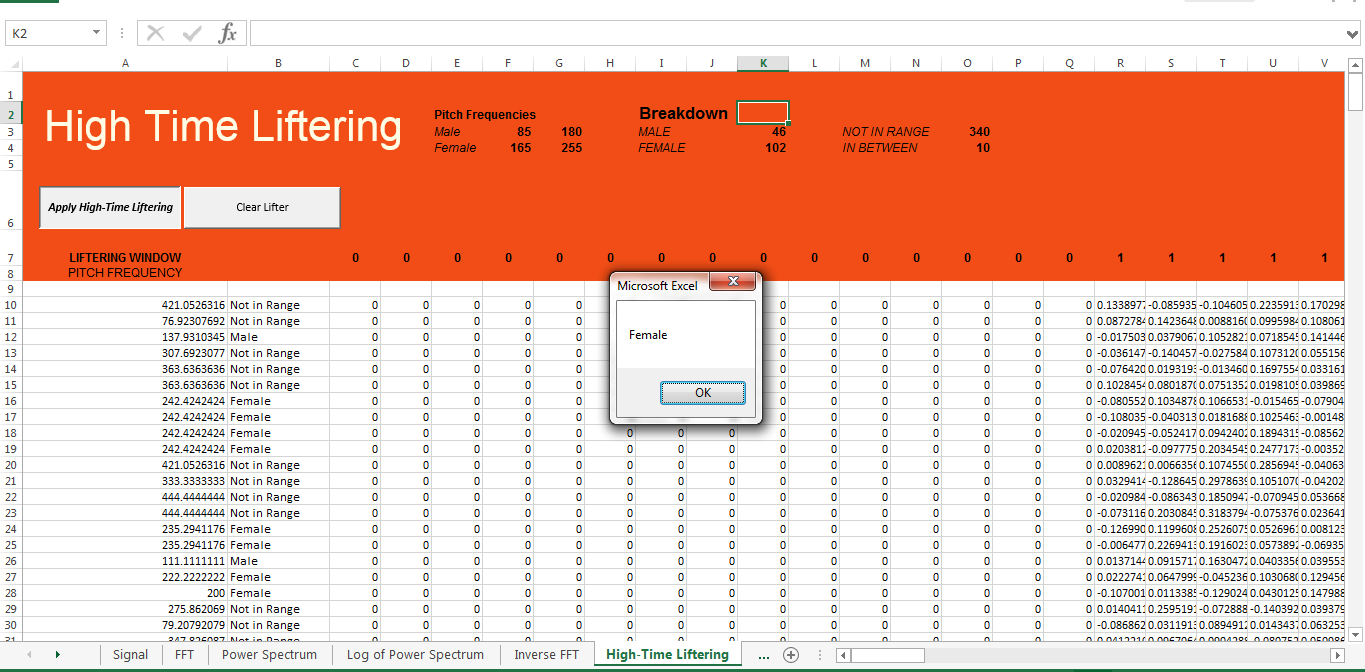 K2
fx
A B C D E F G H I J K L M N O P Q R S T U V
1
2 High Time Liftering Pitch Frequencies Breakdown
3 Male 85 180 MALE 46 NOT IN RANGE 340
4 Female 165 255 FEMALE 102 IN BETWEEN 10
5
6 Apply High-Time Liftering Clear Lifter
7 LIFTERING WINDOW 0 0 0 0 0 0 0 0 0 0 0 0 0 0 0 1 1 1 1 1
8 PITCH FREQUENCY
Microsoft Excel
Female
OK
9
10 421.0526316 Not in Range 0 0 0 0 0 0 0 0 0 0 0.1338977 -0.085935 -0.104605 0.2235913 0.170298
11 76.92307692 Not in Range 0 0 0 0 0 0 0 0 0 0 0.0872784 0.1423648 0.0088160 0.0995984 0.108061
12 137.9310345 Male 0 0 0 0 0 0 0 0 0 0 -0.017503 0.0379067 0.1052821 0.0718545 0.141446
13 307.6923077 Not in Range 0 0 0 0 0 0 0 0 0 0 -0.036147 -0.140457 -0.027584 0.1073120 0.055156
14 363.6363636 Not in Range 0 0 0 0 0 0 0 0 0 0 -0.076420 0.0193193 -0.013460 0.1697554 0.033161
15 363.6363636 Not in Range 0 0 0 0 0 0 0 0 0 0 0.1028454 0.0801870 0.0751352 0.0198105 0.039869
16 242.4242424 Female 0 0 0 0 0 0 0 0 0 0 -0.080552 0.1034878 0.1066531 -0.015465 -0.07904
17 242.4242424 Female 0 0 0 0 0 0 0 0 0 0 -0.108035 -0.040313 0.0181688 0.1025463 -0.00148
18 242.4242424 Female 0 0 0 0 0 0 0 0 0 0 0 0 0 0 0 -0.020945 -0.052417 0.0942402 0.1894315 -0.08562
19 242.4242424 Female 0 0 0 0 0 0 0 0 0 0 0 0 0 0 0 0.0203812 -0.097775 0.2034545 0.2477173 -0.00352
20 421.0526316 Not in Range 0 0 0 0 0 0 0 0 0 0 0 0 0 0 0 0.0089621 0.0066356 0.1074550 0.2856945 -0.04063
21 333.3333333 Not in Range 0 0 0 0 0 0 0 0 0 0 0 0 0 0 0 0.0329414 -0.128645 0.2978639 0.1051070 -0.04202
22 444.4444444 Not in Range 0 0 0 0 0 0 0 0 0 0 0 0 0 0 0 -0.020984 -0.086343 0.1850947 -0.070945 0.053668
23 444.4444444 Not in Range 0 0 0 0 0 0 0 0 0 0 0 0 0 0 0 -0.073116 0.2030845 0.3183794 -0.075376 0.023641
24 235.2941176 Female 0 0 0 0 0 0 0 0 0 0 0 0 0 0 0 -0.126990 0.1199608 0.2526075 0.0526961 0.008123
25 235.2941176 Female 0 0 0 0 0 0 0 0 0 0 0 0 0 0 0 -0.006477 0.2269413 0.1916023 0.0573892 -0.06935
26 111.1111111 Male 0 0 0 0 0 0 0 0 0 0 0 0 0 0 0 0.0137144 0.0915717 0.1630472 0.0403356 0.039553
27 222.2222222 Female 0 0 0 0 0 0 0 0 0 0 0 0 0 0 0 0.0222741 0.0647999 -0.045236 0.1030680 0.129456
28 200 Female 0 0 0 0 0 0 0 0 0 0 0 0 0 0 0 -0.107001 0.0113385 -0.129024 0.0430125 0.147988
29 275.862069 Not in Range 0 0 0 0 0 0 0 0 0 0 0 0 0 0 0 0.0140411 0.2595191 -0.072888 -0.140392 0.039379
30 79.20792079 Not in Range 0 0 0 0 0 0 0 0 0 0 0 0 0 0 0 -0.086862 0.0311913 0.0894912 0.0143437 0.063253
Signal FFT Power Spectrum Log of Power Spectrum Inverse FFT High-Time Liftering ...